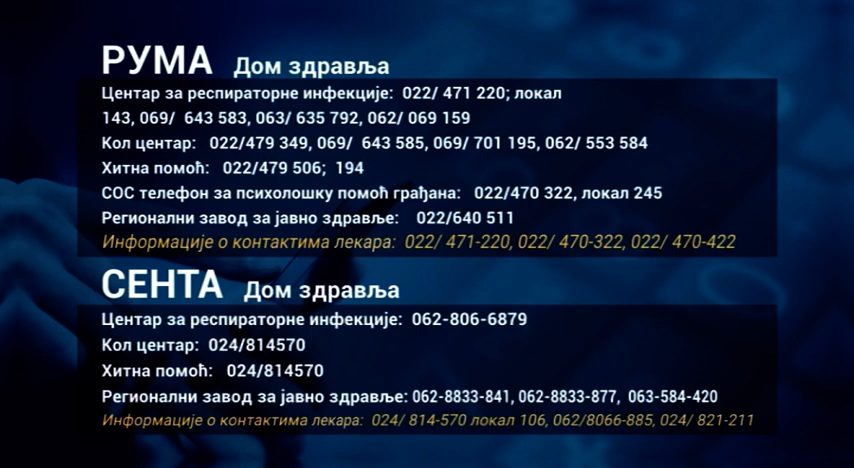 РУМА Дом здравља
Центар за респираторне инфекције: 022/ 471 220; локал
143, 069/ 643 583, 063/ 635 792, 062/ 069 159
Кол центар: 022/479 349, 069/ 643 585, 069/ 701 195, 062/ 553 584
Хитна помоћ: 022/479 506; 194
СОС телефон за психолошку помоћ грађана: 022/470 322, локал 245
Регионални завод за јавно здравље: 022/640 511
Информације о контактима лекара: 022/ 471-220, 022/ 470-322, 022/ 470-422
СЕНТА Дом здравља
Центар за респираторне инфекције: 062-806-6879
Кол центар: 024/814570
Хитна помоћ: 024/814570
Регионални завод за јавно здравље: 062-8833-841, 062-8833-877, 063-584-420
Информације о контактима лекара: 024/ 814-570 локал 106, 062/8066-885, 024/ 821-211